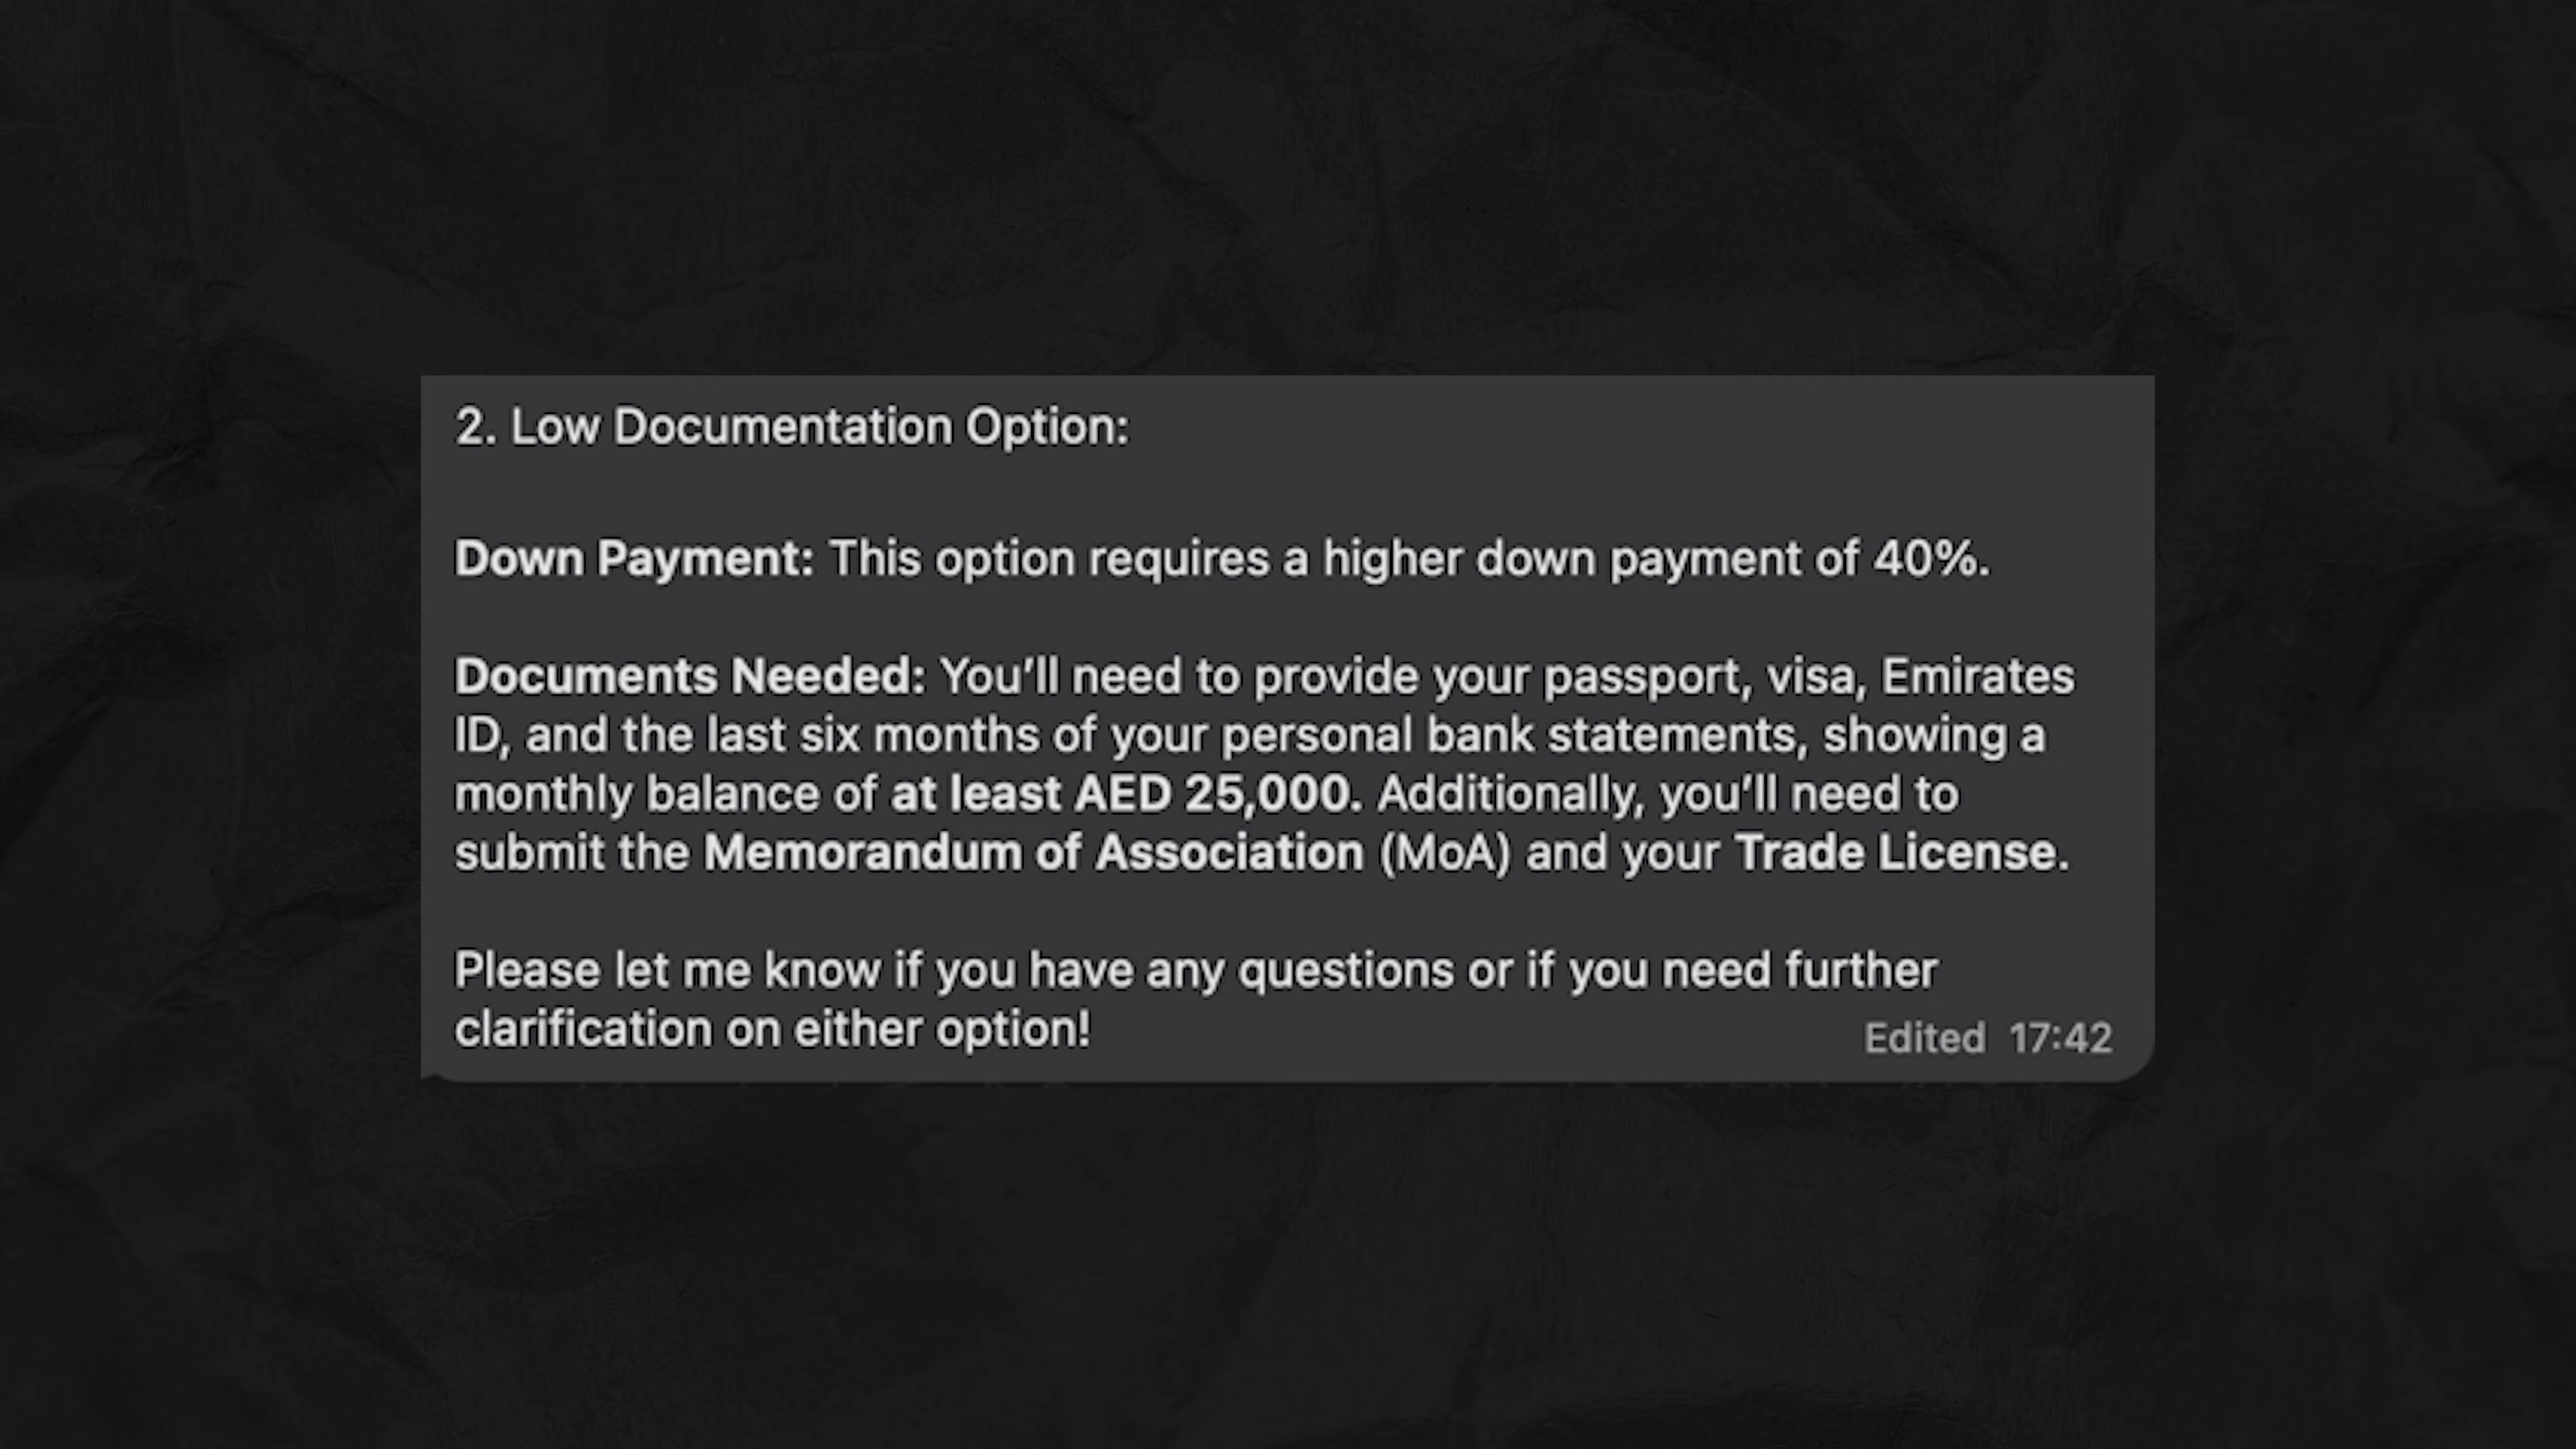 2. Low Documentation Option:
Down Payment: This option requires a higher down payment of 40%.
Documents Needed: You’ll need to provide your passport, visa, Emirates
ID, and the last six months of your personal bank statements, showing a
monthly balance of at least AED 25,000. Additionally, you’ll need to
submit the Memorandum of Association (MoA) and your Trade License.
Please let me know if you have any questions or if you need further
clarification on either option!
Edited 17:42